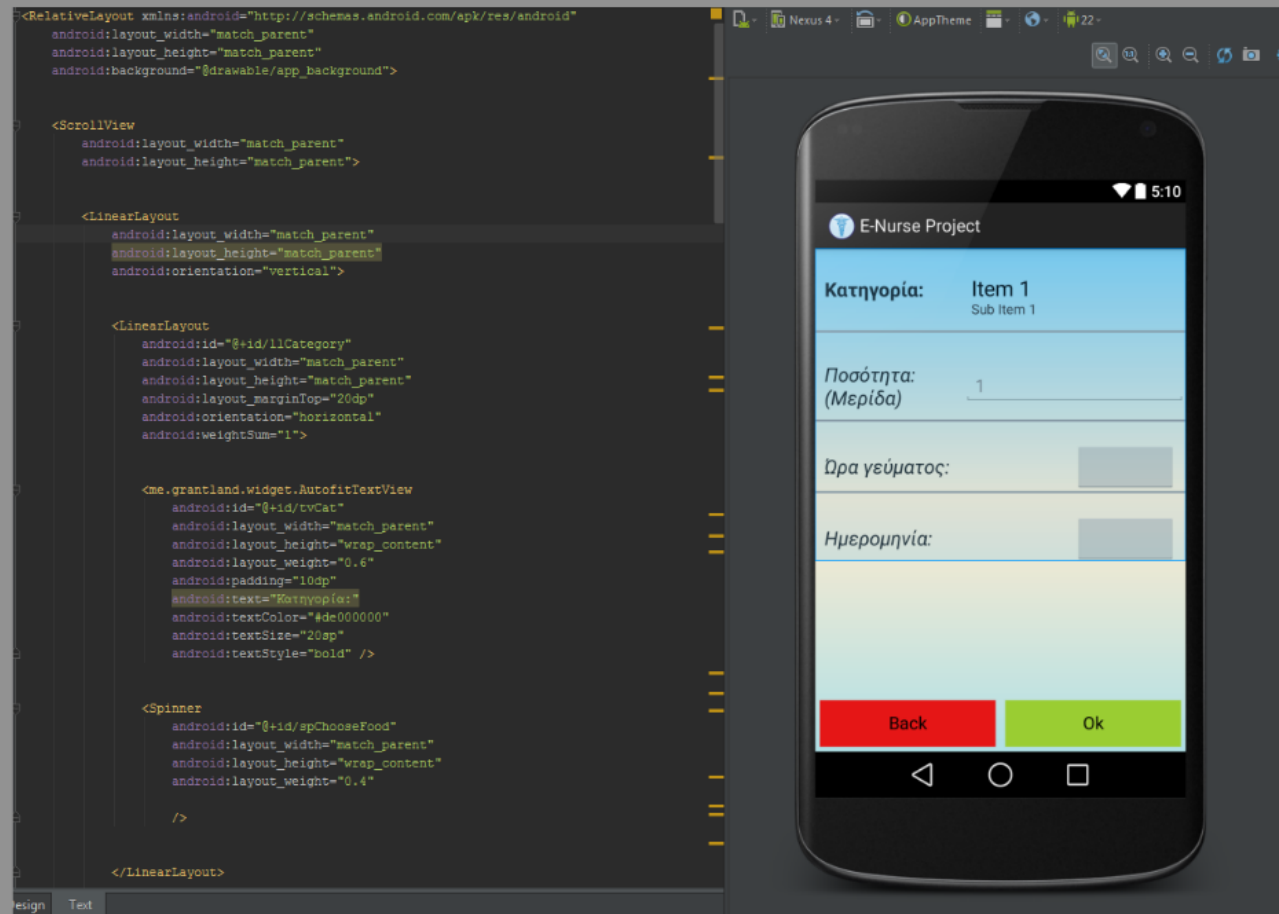 <RelativeLayout xmlns:android="http://schemas.android.com/apk/res/android"
android:layout_width="match_parent"
android:layout_height="match_parent"
android:background="@drawable/app_background">
<ScrollView
android:layout_width="match_parent"
android:layout_height="match_parent">
<LinearLayout
android:layout_width="match_parent"
android:layout_height="match_parent"
android:orientation="vertical">
<LinearLayout
android:id="@+id/llCategory"
android:layout_width="match_parent"
android:layout_height="match_parent"
android:layout_marginTop="20dp"
android:orientation="horizontal"
android:weightSum="1">
<me.grantland.widget.AutofitTextView
android:id="@+id/tvCat"
android:layout_width="match_parent"
android:layout_height="wrap_content"
android:layout_weight="0.6"
android:padding="10dp"
android:text="Κατηγορία:"
android:textColor="#de000000"
android:textSize="20sp"
android:textStyle="bold" />
<Spinner
android:id="@+id/spChooseFood"
android:layout_width="match_parent"
android:layout_height="wrap_content"
android:layout_weight="0.4"
/>
</LinearLayout>
esign Text
Nexus 4 AppTheme 22
5:10
E-Nurse Project
Κατηγορία: Item 1
Sub Item 1
Ποσότητα:
(Μερίδα) 1
Ώρα γεύματος:
Ημερομηνία:
Back Ok